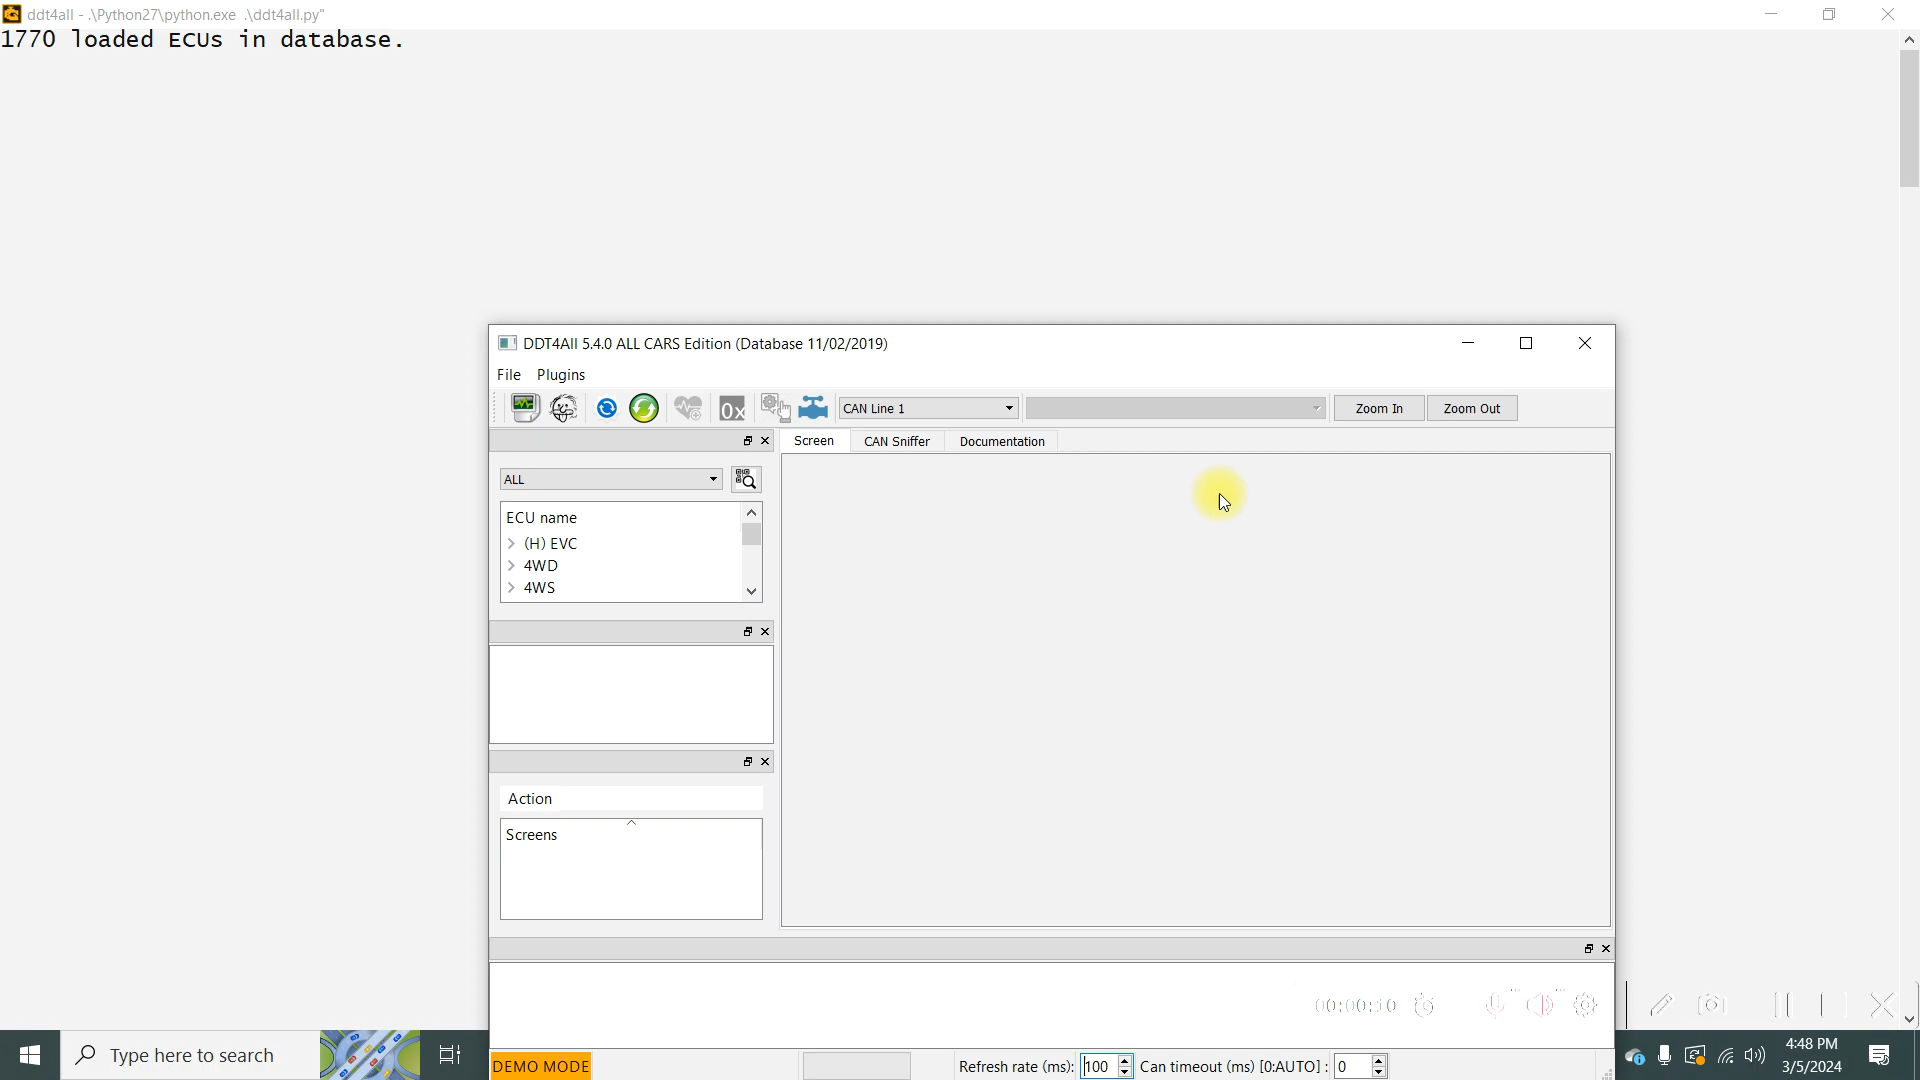 ddt4all - .\Python27\python.exe .\ddt4all.py"
1770 loaded ECUs in database.
DDT4All 5.4.0 ALL CARS Edition (Database 11/02/2019)
File Plugins
0x CAN Line 1 Zoom In Zoom Out
Screen CAN Sniffer Documentation
ALL
ECU name
(H) EVC
4WD
4WS
Action
Screens
00:00:10
DEMO MODE Refresh rate (ms): 100 Can timeout (ms) [0:AUTO] : 0
Type here to search
4:48 PM
3/5/2024